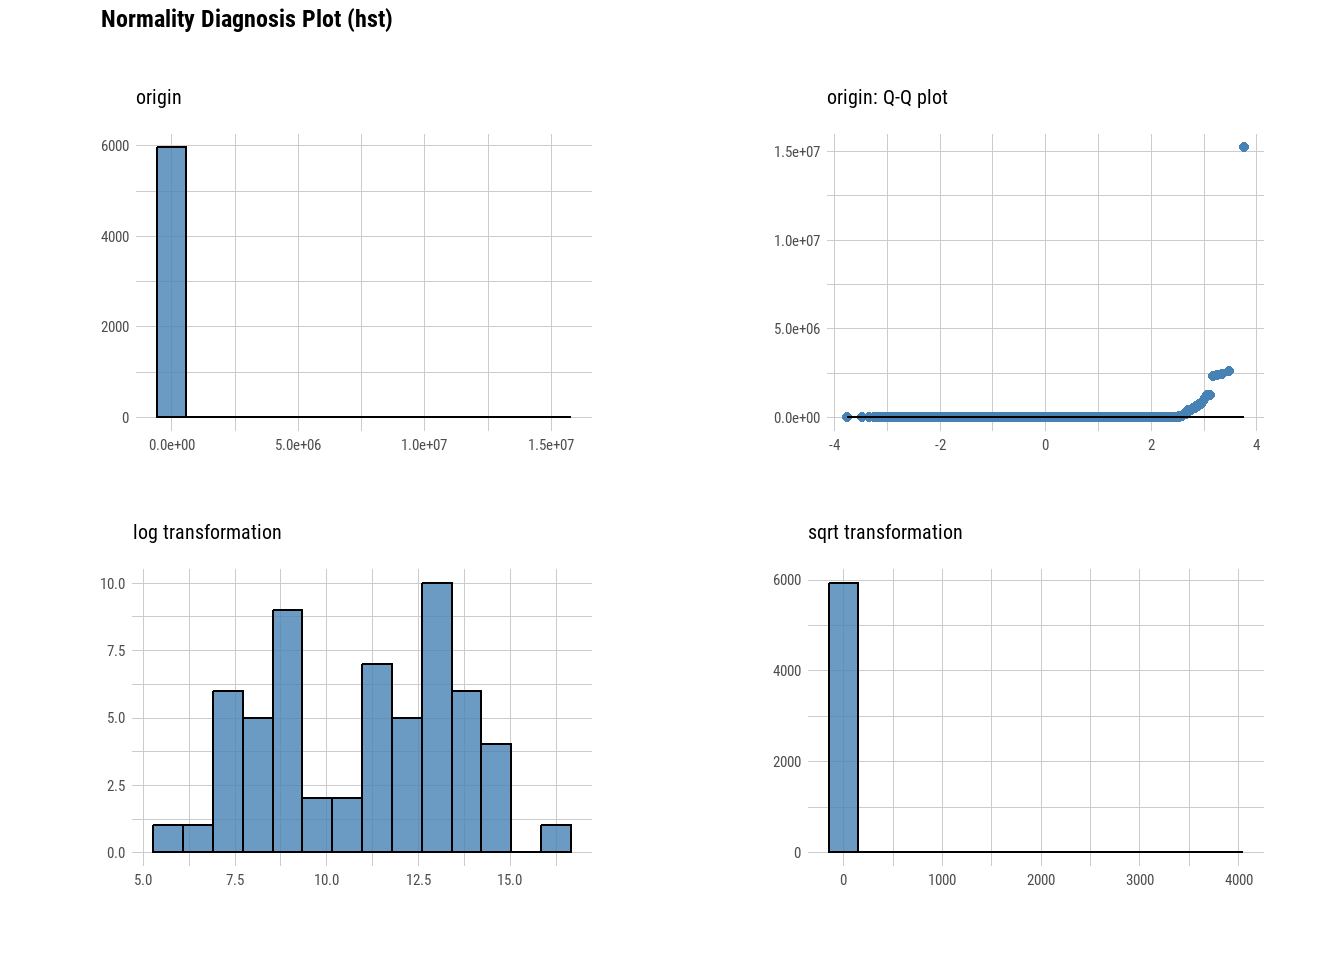 Normality Diagnosis Plot (hst)
origin
6000
4000
2000
0
0.0e+00 5.0e+06 1.0e+07 1.5e+07
origin: Q-Q plot
1.5e+07
1.0e+07
5.0e+06
0.0e+00
-4 -2 0 2 4
log transformation
10.0
7.5
5.0
2.5
0.0
5.0 7.5 10.0 12.5 15.0
sqrt transformation
6000
4000
2000
0
0 1000 2000 3000 4000